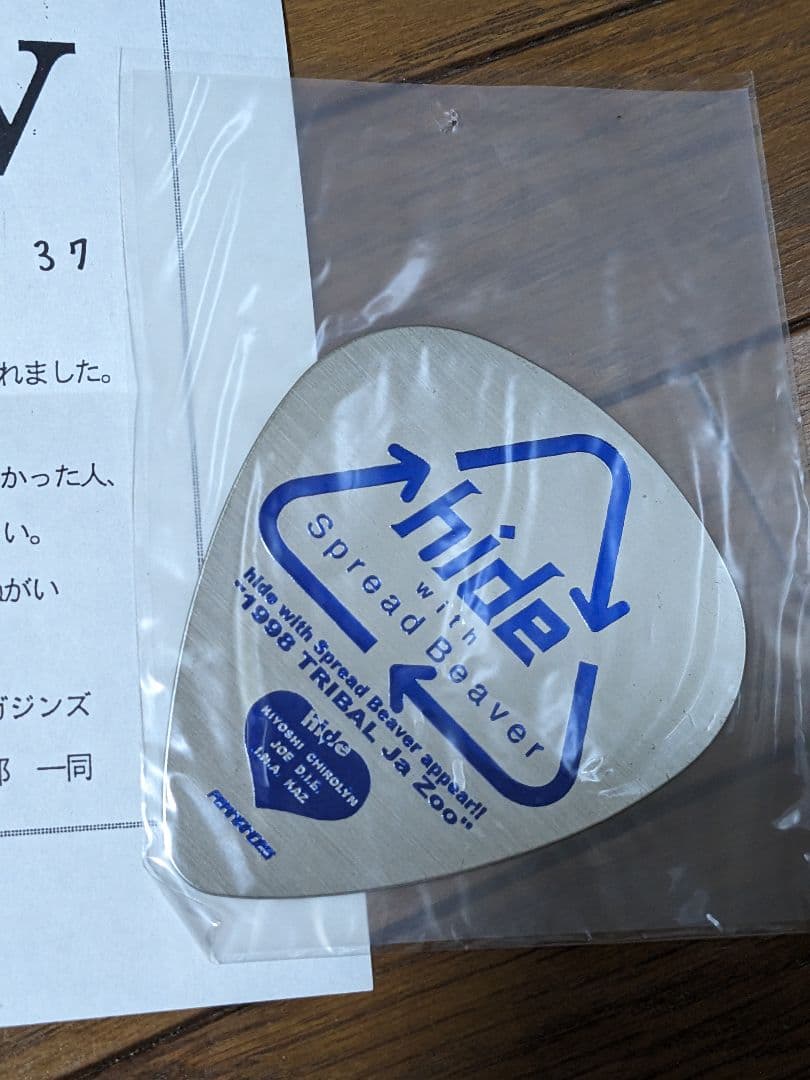 37
れました。
かった人、
い。
がい
ガジンズ
一同
hide
with
Spread Beaver
hide with Spread Beaver appear!!
"1998 TRIBAL Ja Zoo"
hide
KIYOSHI CHIROLYN
JOE D.I.E.
I.N.A KAZ